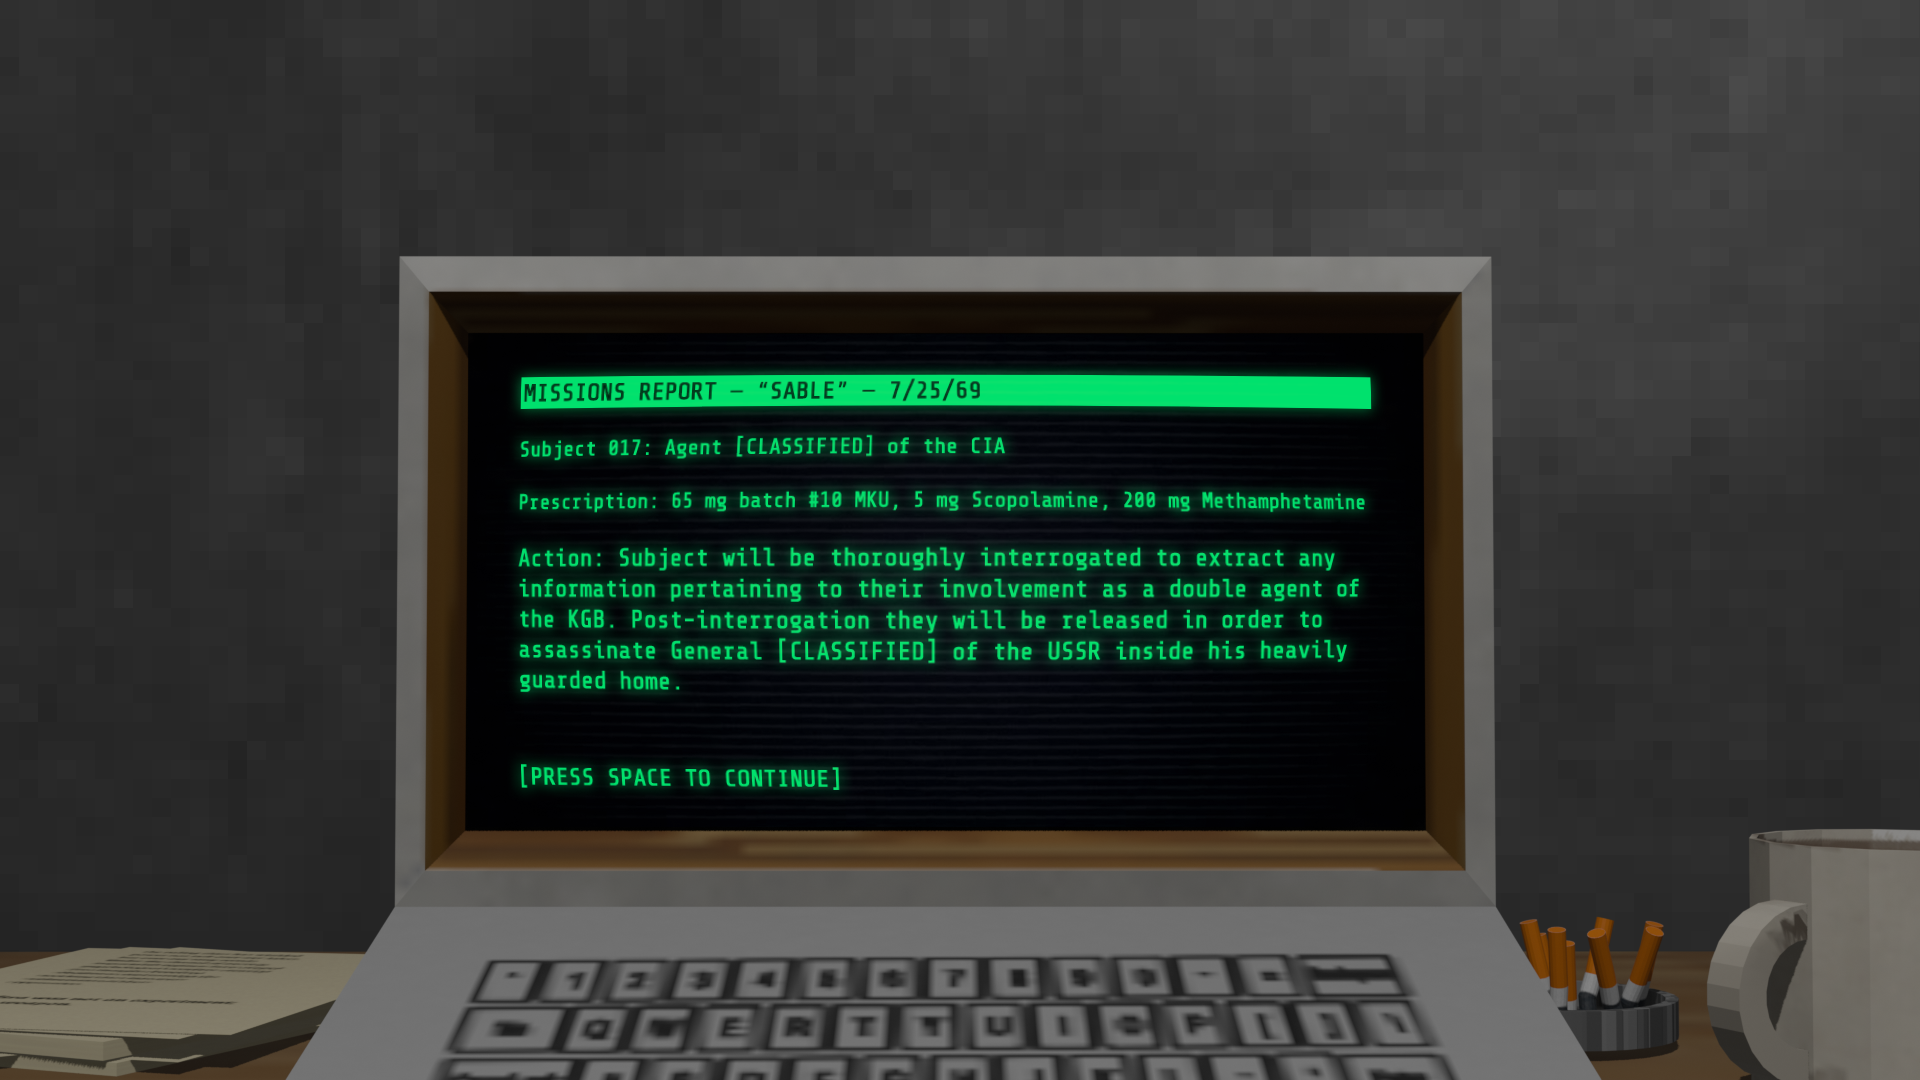 MISSIONS REPORT – “SABLE” – 7/25/69
Subject 017: Agent [CLASSIFIED] of the CIA
Prescription: 65 mg batch #10 MKU, 5 mg Scopolamine, 200 mg Methamphetamine
Action: Subject will be thoroughly interrogated to extract any
information pertaining to their involvement as a double agent of
the KGB. Post-interrogation they will be released in order to
assassinate General [CLASSIFIED] of the USSR inside his heavily
guarded home.
[PRESS SPACE TO CONTINUE]